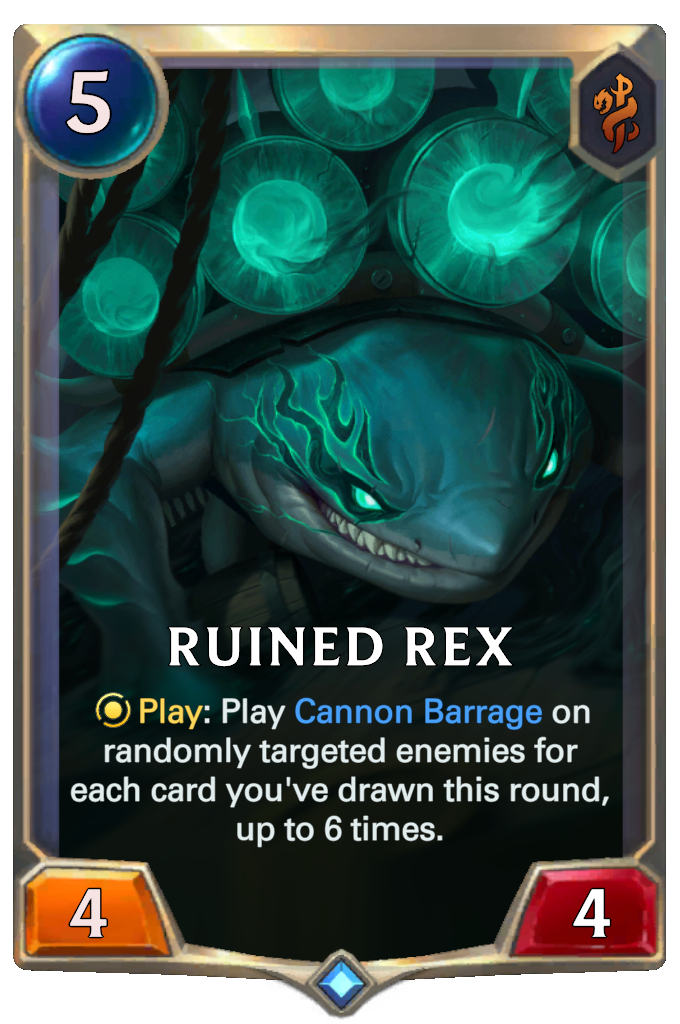 5
RUINED REX
Play: Play Cannon Barrage on
randomly targeted enemies for
each card you've drawn this round,
up to 6 times.
4
4